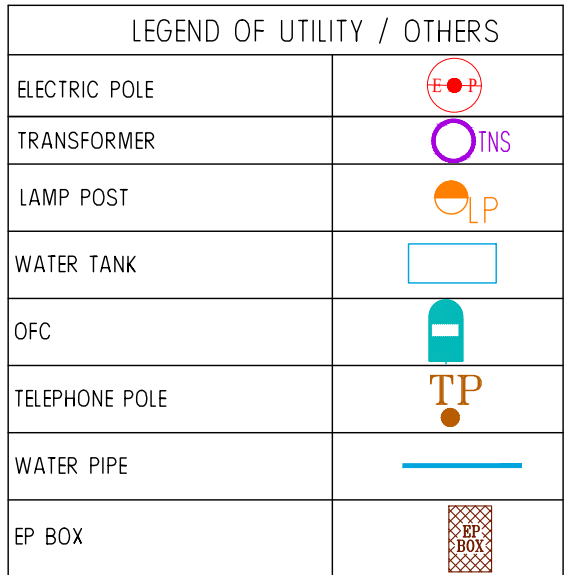 LEGEND OF UTILITY / OTHERS
ELECTRIC POLE
E P
TRANSFORMER
TNS
LAMP POST
LP
WATER TANK
OFC
TELEPHONE POLE
TP
WATER PIPE
EP BOX
EP
BOX